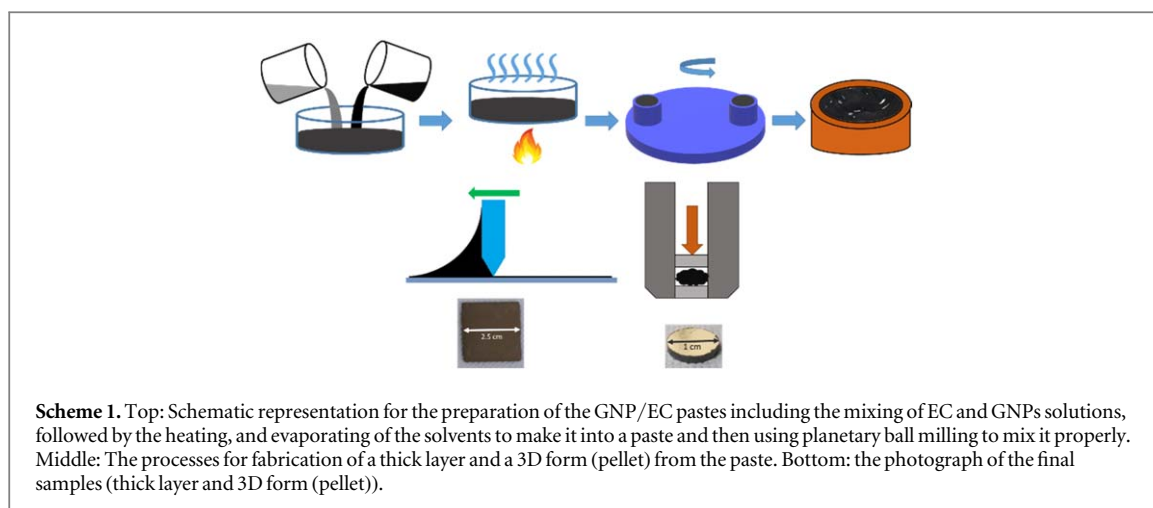 2.5 cm
1 cm
Scheme 1. Top: Schematic representation for the preparation of the GNP/EC pastes including the mixing of EC and GNPs solutions,
followed by the heating, and evaporating of the solvents to make it into a paste and then using planetary ball milling to mix it properly.
Middle: The processes for fabrication of a thick layer and a 3D form (pellet) from the paste. Bottom: the photograph of the final
samples (thick layer and 3D form (pellet)).